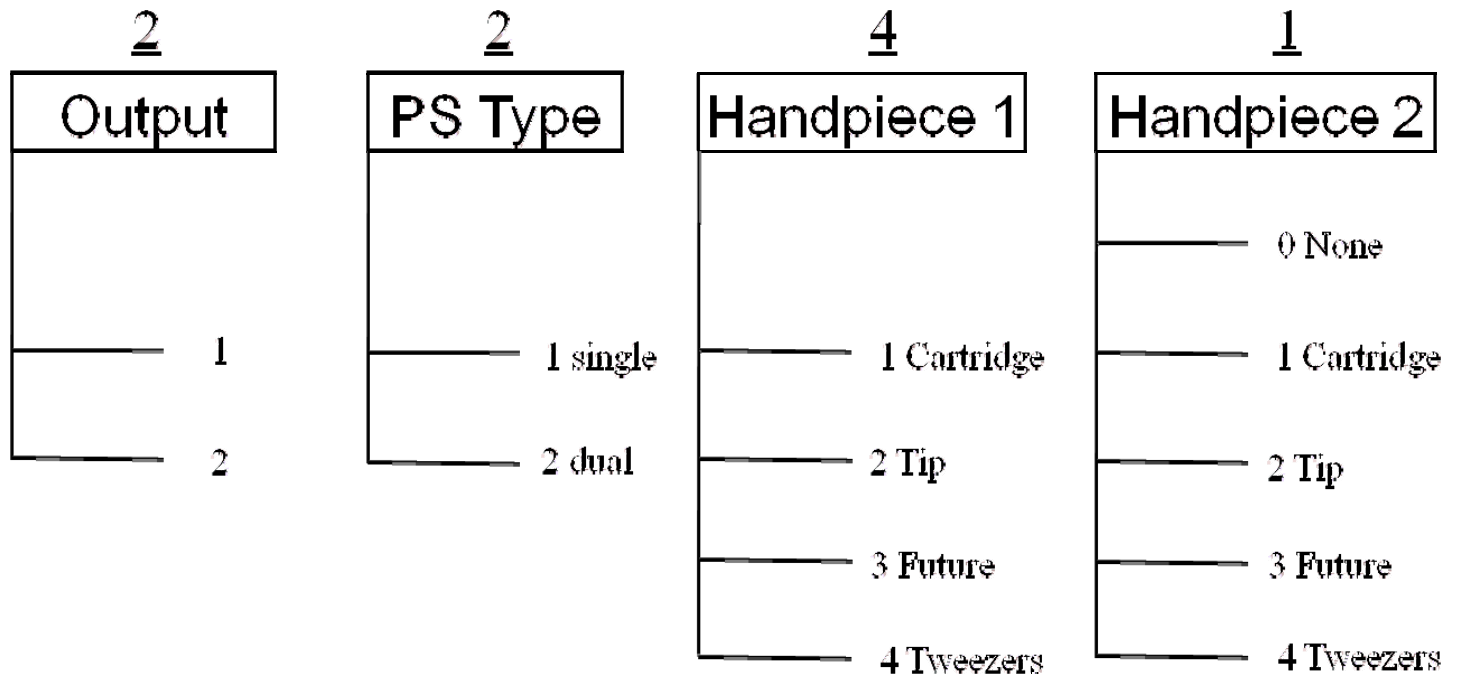 2 2 4 1
Output PS Type Handpiece 1 Handpiece 2
0 None
1 1 single 1 Cartridge 1 Cartridge
2 2 dual 2 Tip 2 Tip
3 Future 3 Future
4 Tweezers 4 Tweezers